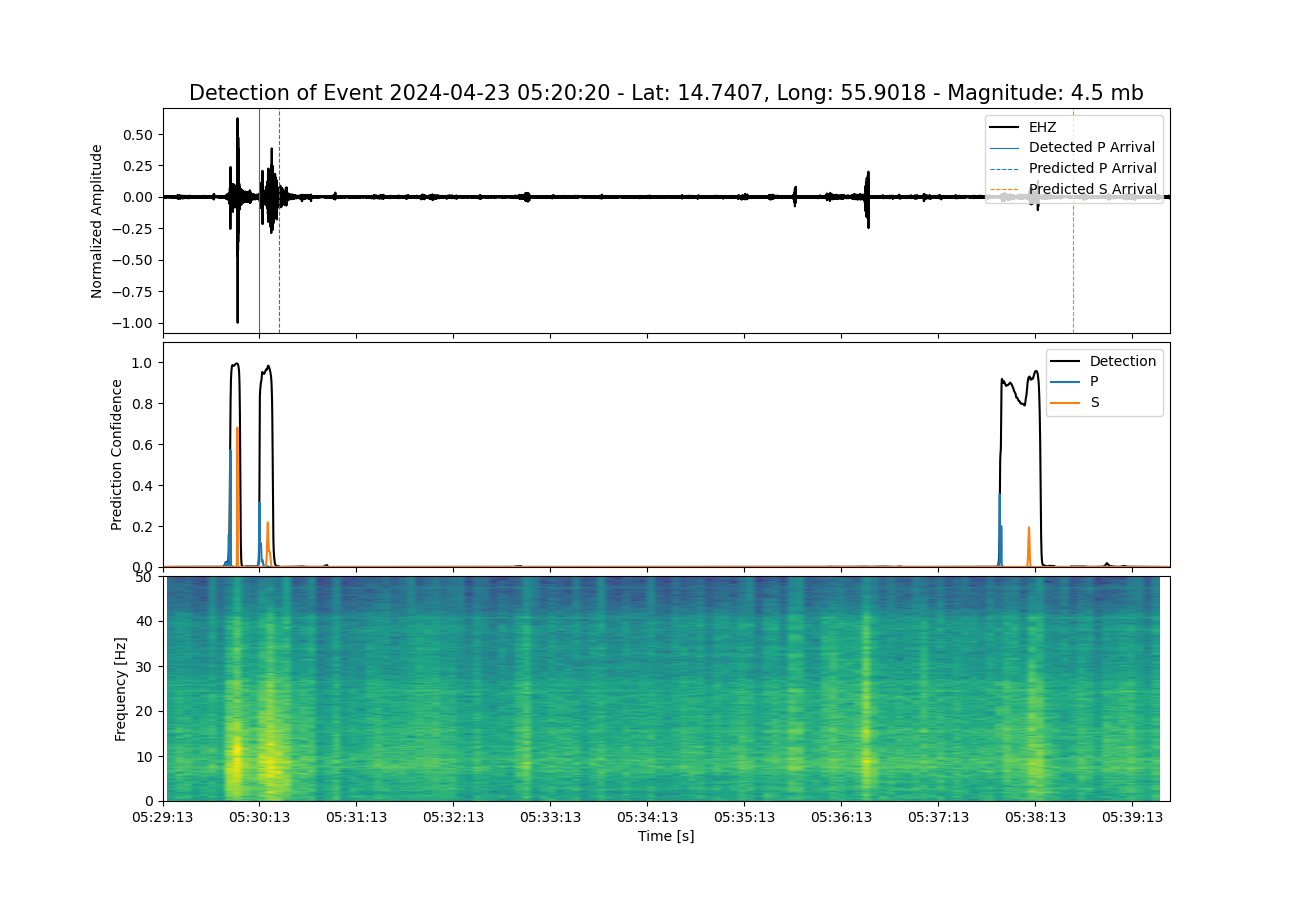 Detection of Event 2024-04-23 05:20:20 - Lat: 14.7407, Long: 55.9018 - Magnitude: 4.5 mb
Normalized Amplitude
0.50
0.25
0.00
−0.25
−0.50
−0.75
−1.00
EHZ
Detected P Arrival
Predicted P Arrival
Predicted S Arrival
Prediction Confidence
1.0
0.8
0.6
0.4
0.2
0.0
Detection
P
S
Frequency [Hz]
50
40
30
20
10
0
05:29:13 05:30:13 05:31:13 05:32:13 05:33:13 05:34:13 05:35:13 05:36:13 05:37:13 05:38:13 05:39:13
Time [s]